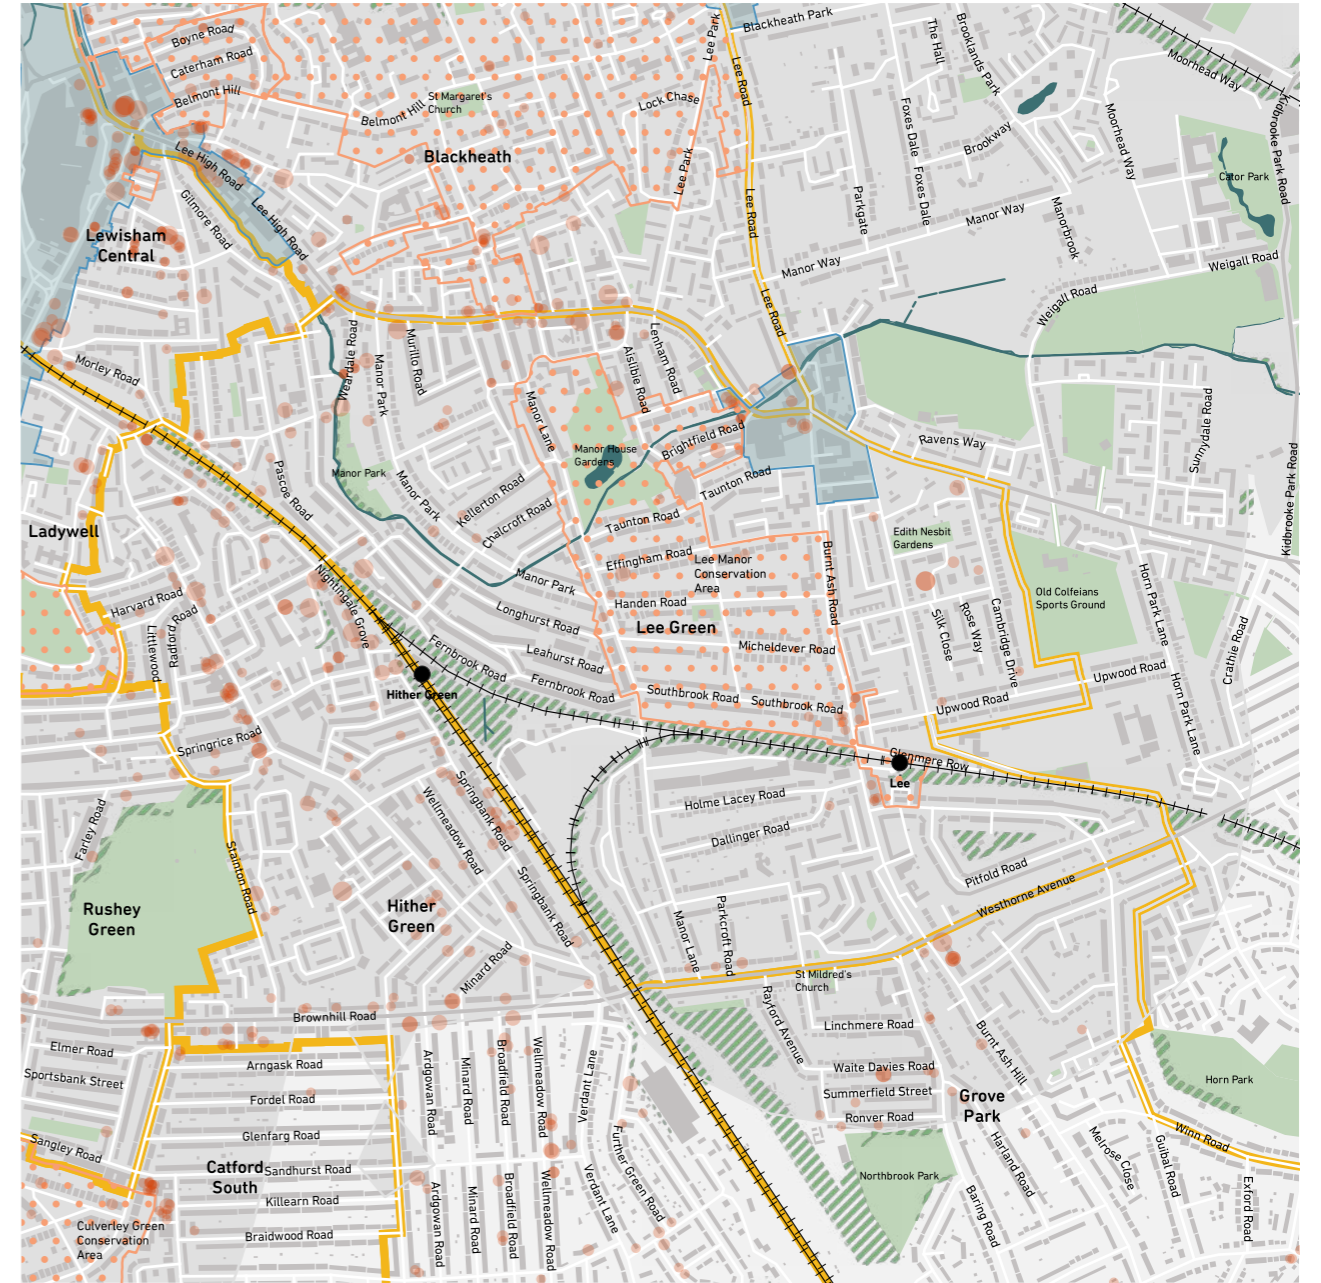 Boyne Road
Caterham Road
Belmont Hill
Belmont Hill
St Margaret's
Church
Blackheath
Lock Chase
Lee Park
Lee Park
Blackheath Park
Lee Road
Lee Road
Lee Road
The Hall
Brooklands Park
Foxes Dale
Foxes Dale
Brookway
Parkgate
Manor Way
Manor Way
Manorbrook
Moorhead Way
Moorhead Way
Kidbrooke Park Road
Cator Park
Weigall Road
Weigall Road
Lee High Road
Lee High Road
Gilmore Road
Lewisham
Central
Morley Road
Weardale Road
Manor Park
Murillo Road
Aislibie Road
Lenham Road
Manor Lane
Manor House
Gardens
Brightfield Road
Taunton Road
Taunton Road
Ravens Way
Sunnydale Road
Kidbrooke Park Road
Pascoe Road
Manor Park
Manor Park
Kellerton Road
Chalcroft Road
Ladywell
Effingham Road
Lee Manor
Conservation
Area
Handen Road
Lee Green
Burnt Ash Road
Edith Nesbit
Gardens
Old Colfeians
Sports Ground
Horn Park Lane
Silk Close
Rose Way
Cambridge Drive
Crathie Road
Harvard Road
Littlewood
Radford Road
Nightingale Grove
Manor Park
Longhurst Road
Leahurst Road
Fernbrook Road
Fernbrook Road
Micheldever Road
Southbrook Road
Southbrook Road
Upwood Road
Upwood Road
Horn Park Lane
Hither Green
Springrice Road
Glenmere Row
Lee
Farley Road
Stainton Road
Wellmeadow Road
Springbank Road
Springbank Road
Holme Lacey Road
Dallinger Road
Pitfold Road
Westhorne Avenue
Rushey
Green
Hither
Green
Minard Road
Manor Lane
Parkcroft Road
St Mildred's
Church
Brownhill Road
Rayford Avenue
Linchmere Road
Burnt Ash Hill
Elmer Road
Sportsbank Street
Arngask Road
Fordel Road
Glenfarg Road
Sangley Road
Catford
South
Sandhurst Road
Killearn Road
Braidwood Road
Culverley Green
Conservation
Area
Ardgowan Road
Minard Road
Broadfield Road
Wellmeadow Road
Verdant Lane
Ardgowan Road
Minard Road
Broadfield Road
Wellmeadow Road
Verdant Lane
Further Green Road
Waite Davies Road
Summerfield Street
Ronver Road
Grove
Park
Northbrook Park
Harland Road
Baring Road
Horn Park
Winn Road
Melrose Close
Guibal Road
Exford Road